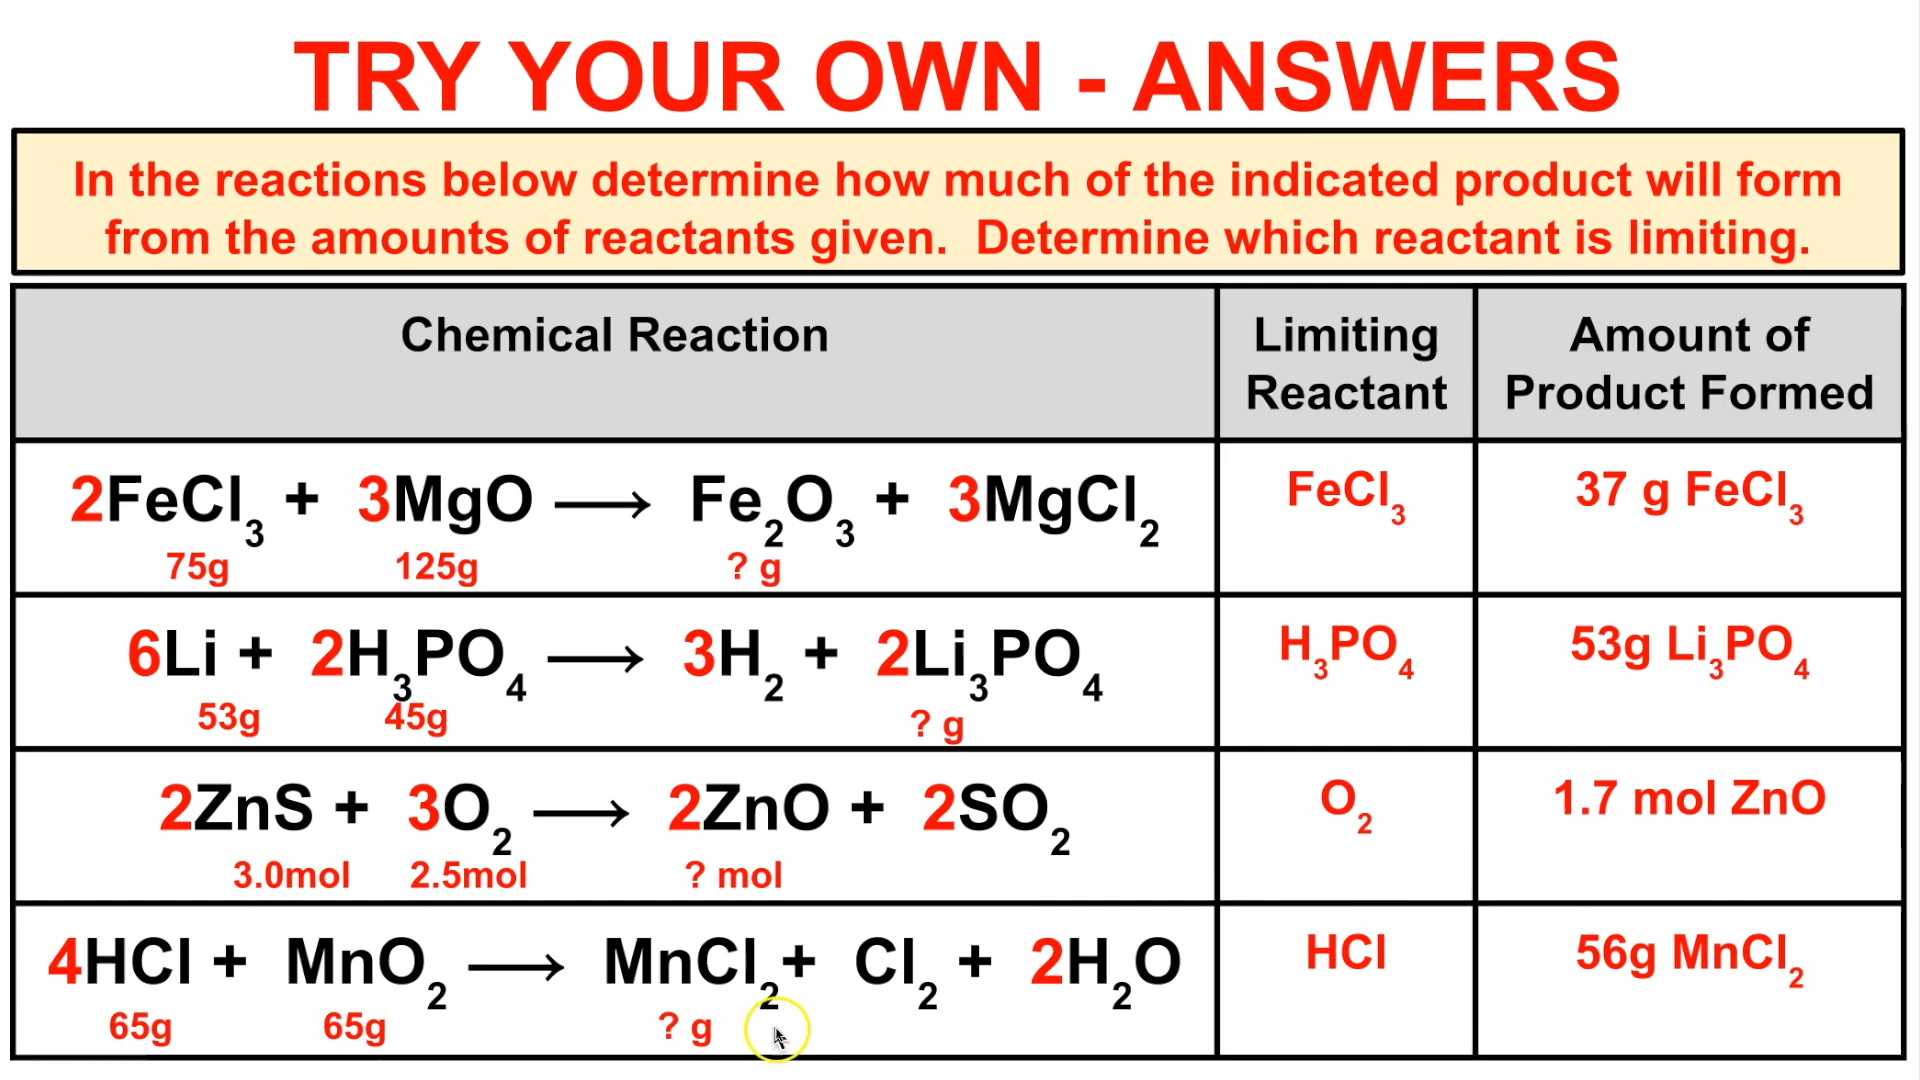 TRY YOUR OWN - ANSWERS
In the reactions below determine how much of the indicated product will form
from the amounts of reactants given.  Determine which reactant is limiting.
Chemical Reaction
Limiting
Reactant
Amount of
Product Formed
2FeCl₃ + 3MgO ⟶ Fe₂O₃ + 3MgCl₂
75g 125g ? g
FeCl₃
37 g FeCl₃
6Li + 2H₃PO₄ ⟶ 3H₂ + 2Li₃PO₄
53g 45g ? g
H₃PO₄
53g Li₃PO₄
2ZnS + 3O₂ ⟶ 2ZnO + 2SO₂
3.0mol 2.5mol ? mol
O₂
1.7 mol ZnO
4HCl + MnO₂ ⟶ MnCl₂+ Cl₂ + 2H₂O
65g 65g ? g
HCl
56g MnCl₂